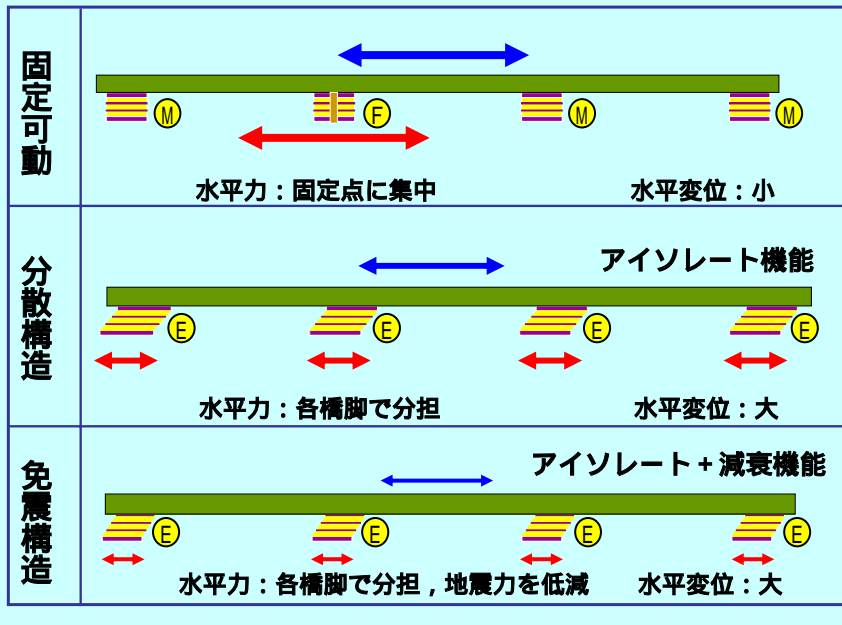 固定可動
M
F
M
M
水平力：固定点に集中
水平変位：小
分散構造
アイソレート機能
E
E
E
E
水平力：各橋脚で分担
水平変位：大
免震構造
アイソレート＋減衰機能
E
E
E
E
水平力：各橋脚で分担，地震力を低減
水平変位：大